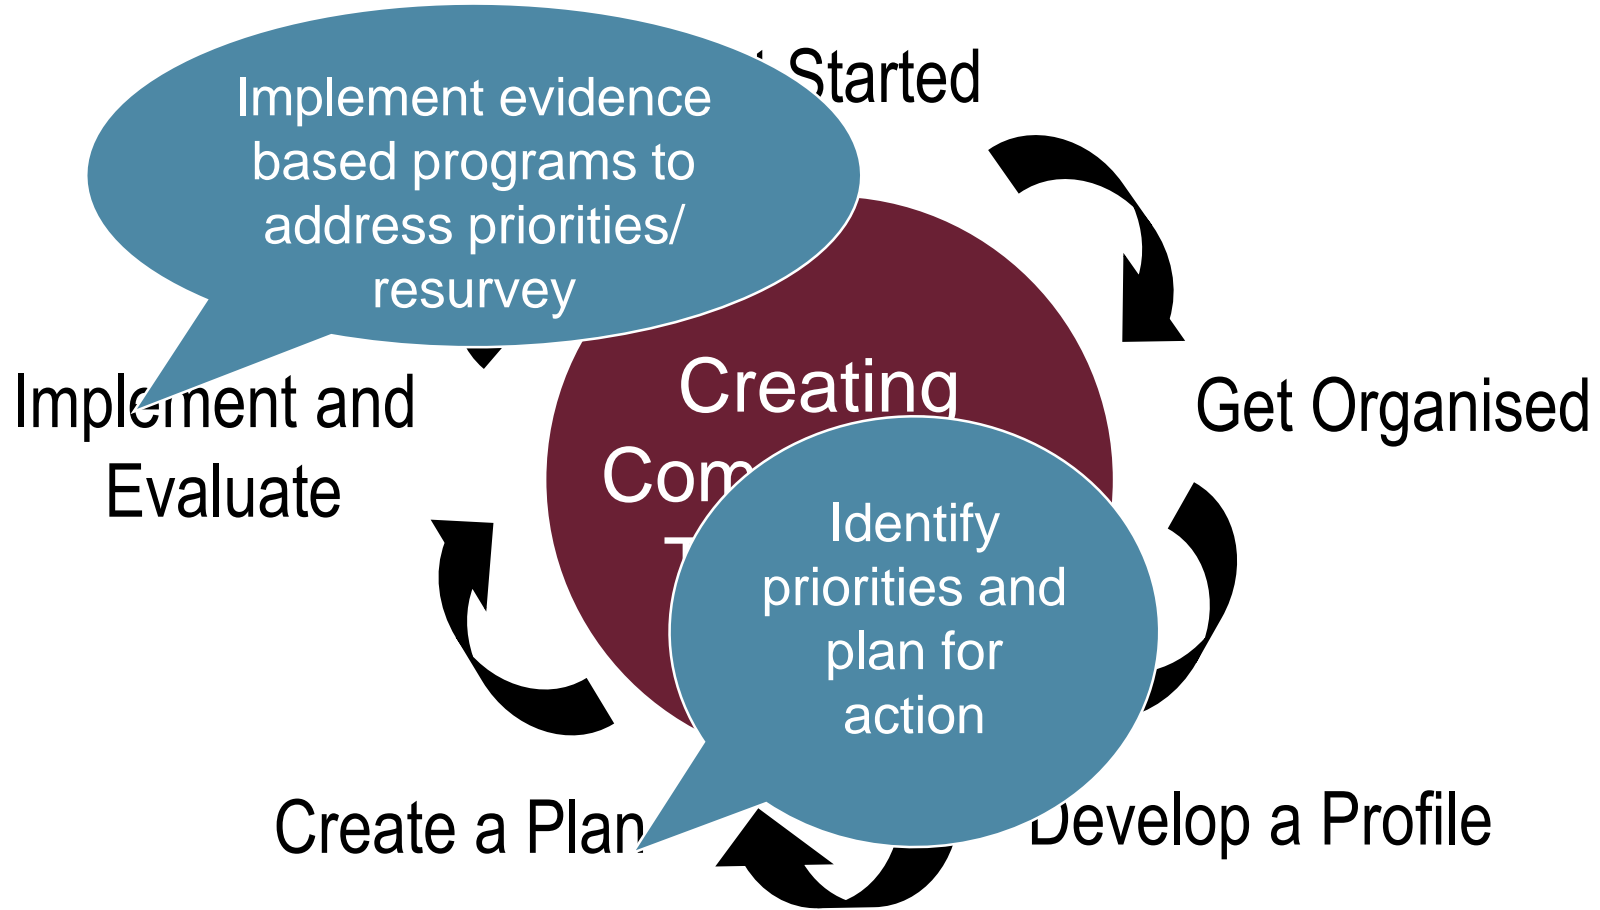 Started
Implement evidence
based programs to
address priorities/
resurvey
Creating
Implement and
Evaluate
Get Organised
Identify
priorities and
plan for
action
Create a Plan
Develop a Profile